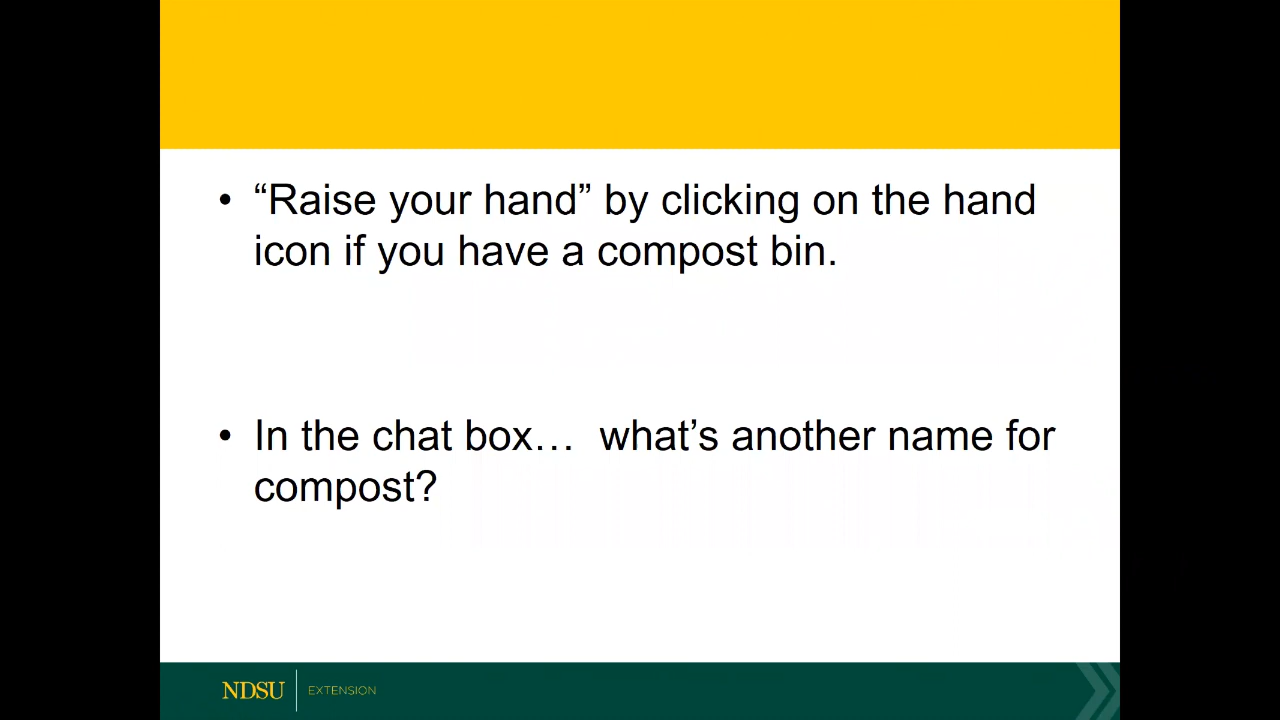 • “Raise your hand” by clicking on the hand
icon if you have a compost bin.
• In the chat box… what’s another name for
compost?
NDSU EXTENSION